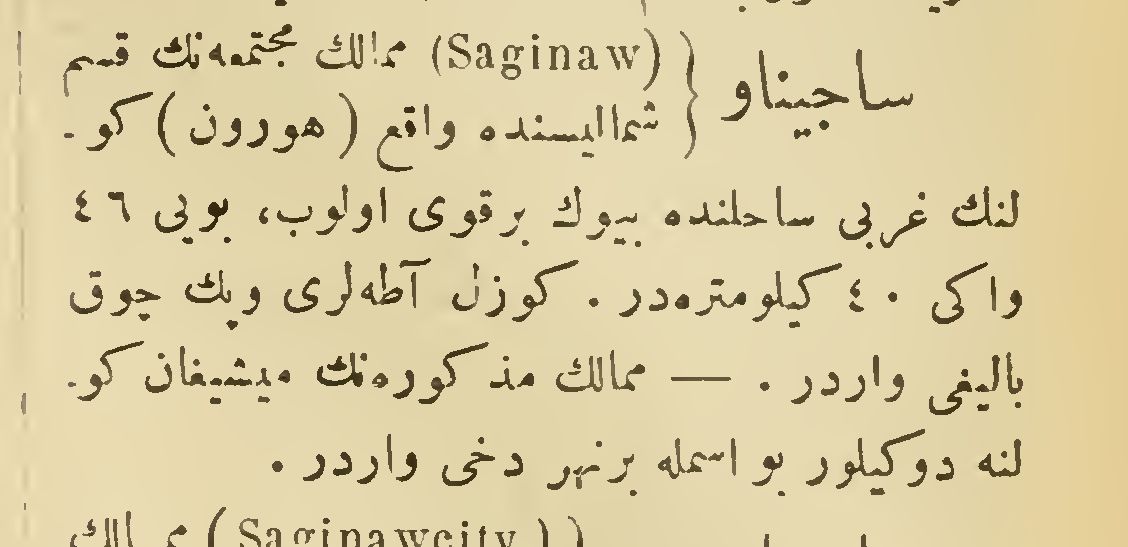 ساجيناو { (Saginaw) ممالك مجتمعه‌نك قسم
شماليسنده واقع (هورون) كو-
لنك غربى ساحلنده بيوك برقوى اولوب، بويى ٤٦
واكى ٤٠ كيلومتره‌در . كوزل آطه‌لرى وپك چوق
باليغى واردر . — ممالك مذكوره‌نك ميشيغان كو-
لنه دوكيلور بو اسمله برنهر دخى واردر .
(Saginawcity) ممالك